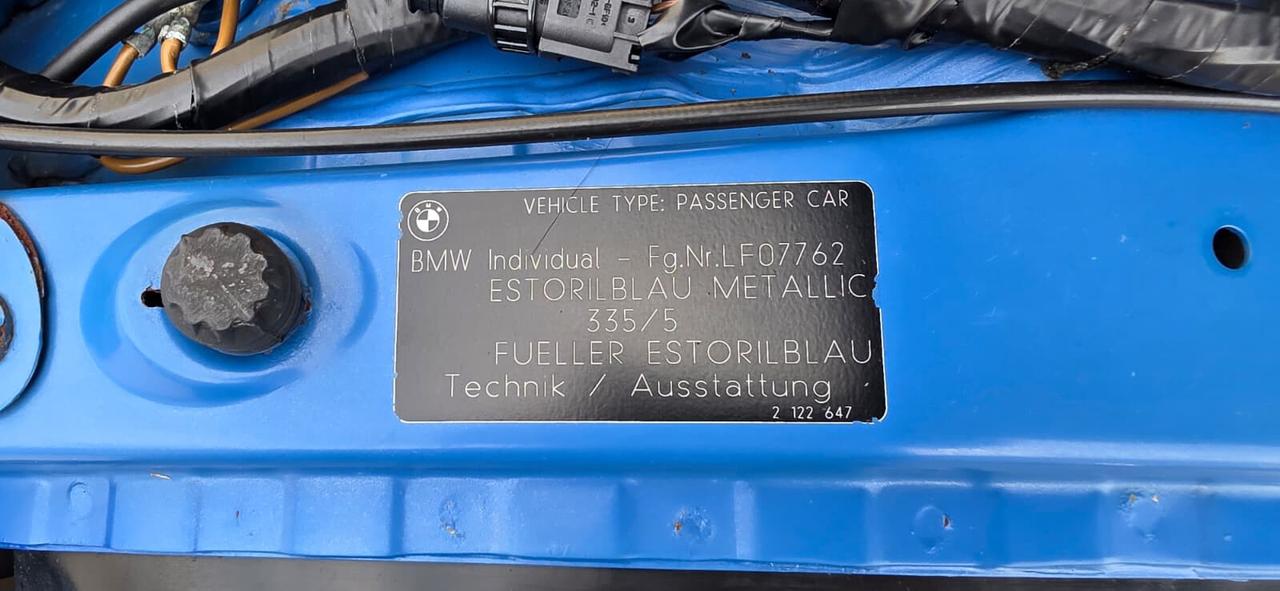 BMW
VEHICLE TYPE: PASSENGER CAR
BMW Individual - Fg.Nr.LF07762
ESTORILBLAU METALLIC
335/5
FUELLER ESTORILBLAU
Technik / Ausstattung
2 122 647